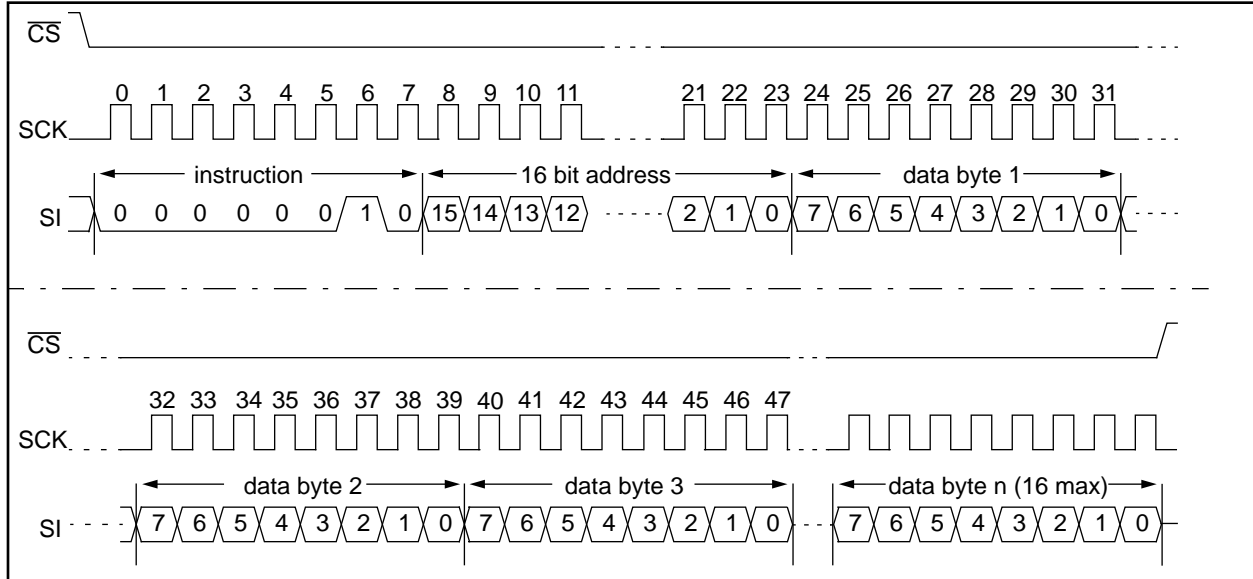 CS
0 1 2 3 4 5 6 7 8 9 10 11 21 22 23 24 25 26 27 28 29 30 31
SCK
instruction 16 bit address data byte 1
SI 0 0 0 0 0 0 1 0 15 14 13 12 2 1 0 7 6 5 4 3 2 1 0
CS
32 33 34 35 36 37 38 39 40 41 42 43 44 45 46 47
SCK
data byte 2 data byte 3 data byte n (16 max)
SI 7 6 5 4 3 2 1 0 7 6 5 4 3 2 1 0 7 6 5 4 3 2 1 0